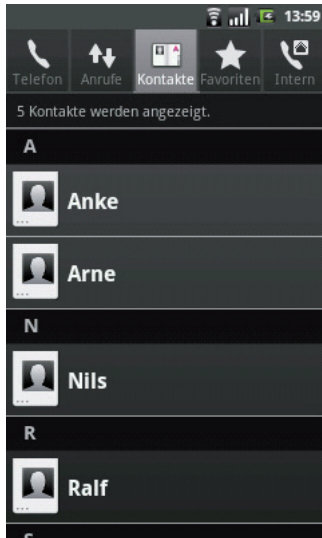 13:59
Telefon Anrufe Kontakte Favoriten Intern
5 Kontakte werden angezeigt.
A
Anke
Arne
N
Nils
R
Ralf
S